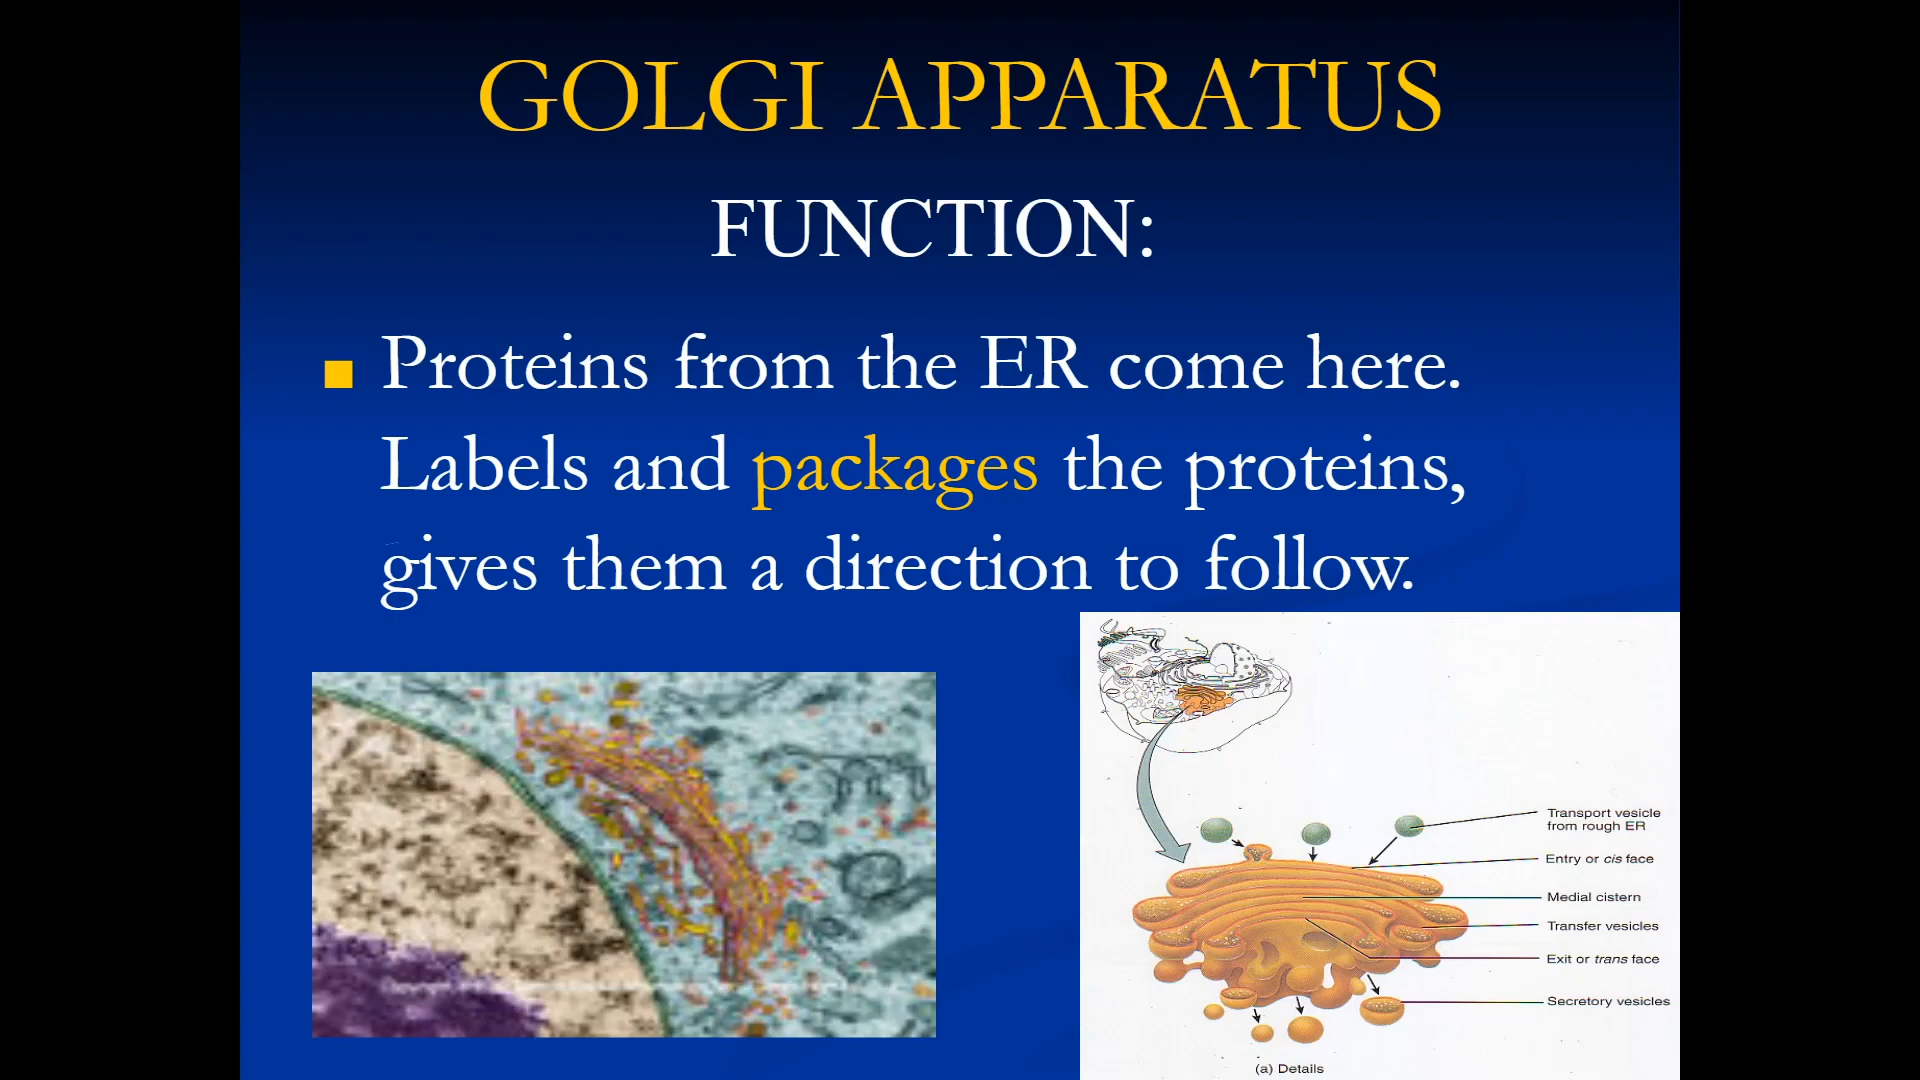 GOLGI APPARATUS
FUNCTION:
Proteins from the ER come here.
Labels and packages the proteins,
gives them a direction to follow.
Transport vesicle
from rough ER
Entry or cis face
Medial cistern
Transfer vesicles
Exit or trans face
Secretory vesicles
(a) Details